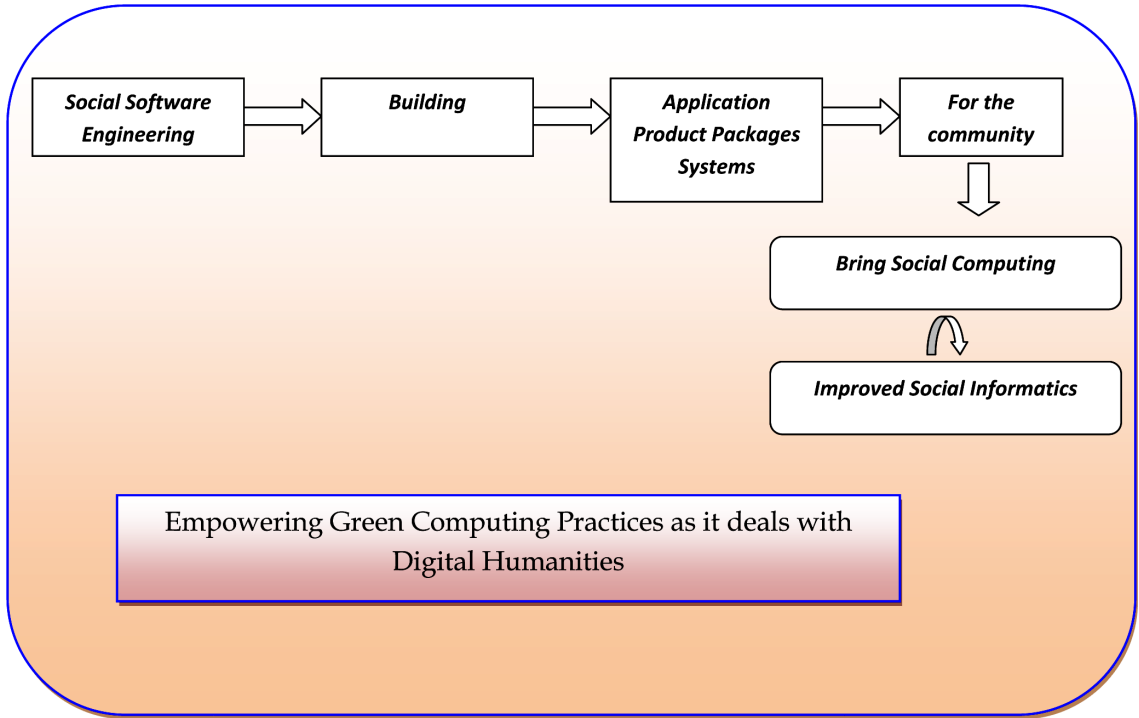 Social Software
Engineering
Building
Application
Product Packages
Systems
For the
community
Bring Social Computing
Improved Social Informatics
Empowering Green Computing Practices as it deals with
Digital Humanities